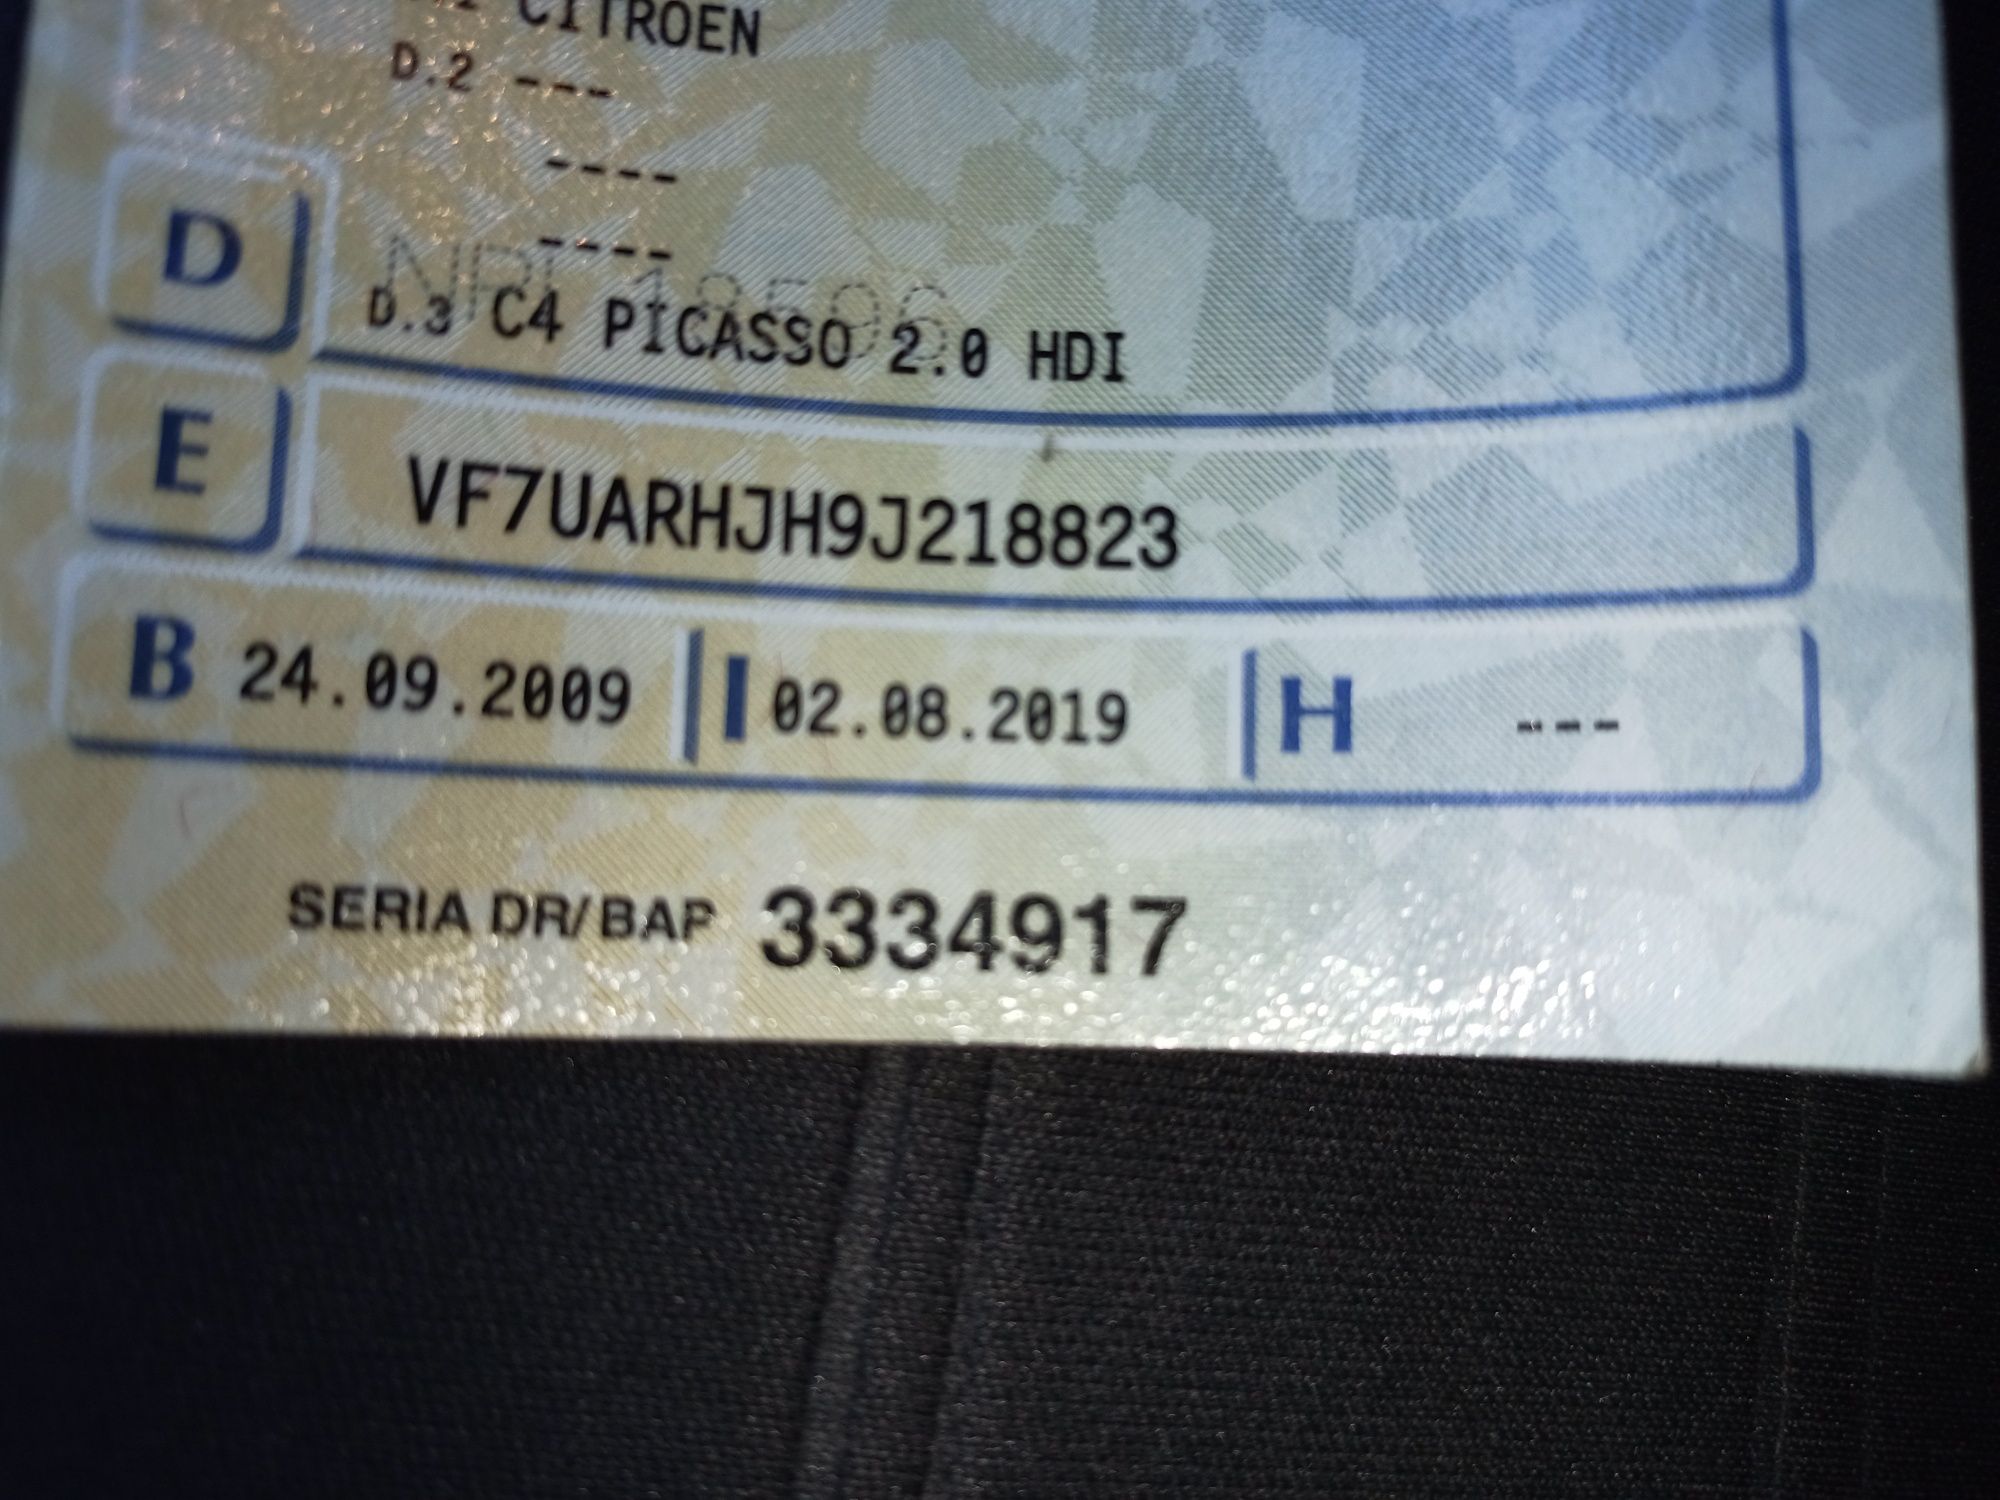 CITROEN
D.2 ---
----
----
D
D.3 C4 PICASSO 2.0 HDI
E VF7UARHJH9J218823
B 24.09.2009 I 02.08.2019 H ---
SERIA DR/BAP 3334917